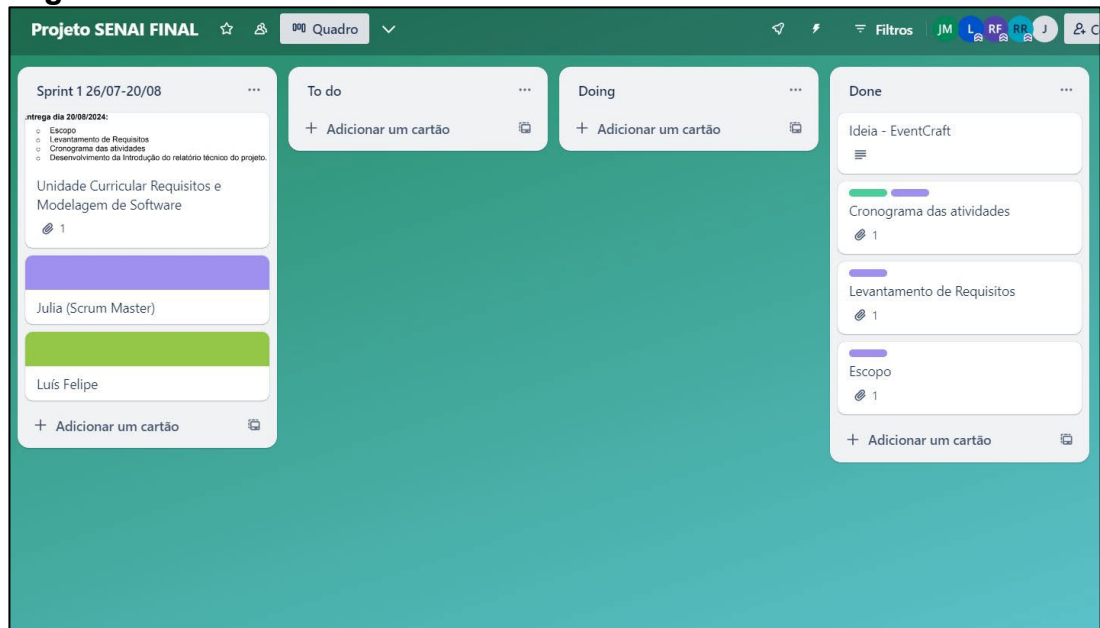 Projeto SENAI FINAL
Quadro
Filtros
JM
L
RF
RR
J
Sprint 1 26/07-20/08
ntrega dia 20/08/2024:
Escopo
Levantamento de Requisitos
Cronograma das atividades
Desenvolvimento da Introdução do relatório técnico do projeto.
Unidade Curricular Requisitos e
Modelagem de Software
1
Julia (Scrum Master)
Luís Felipe
+ Adicionar um cartão
To do
+ Adicionar um cartão
Doing
+ Adicionar um cartão
Done
Ideia - EventCraft
Cronograma das atividades
1
Levantamento de Requisitos
1
Escopo
1
+ Adicionar um cartão